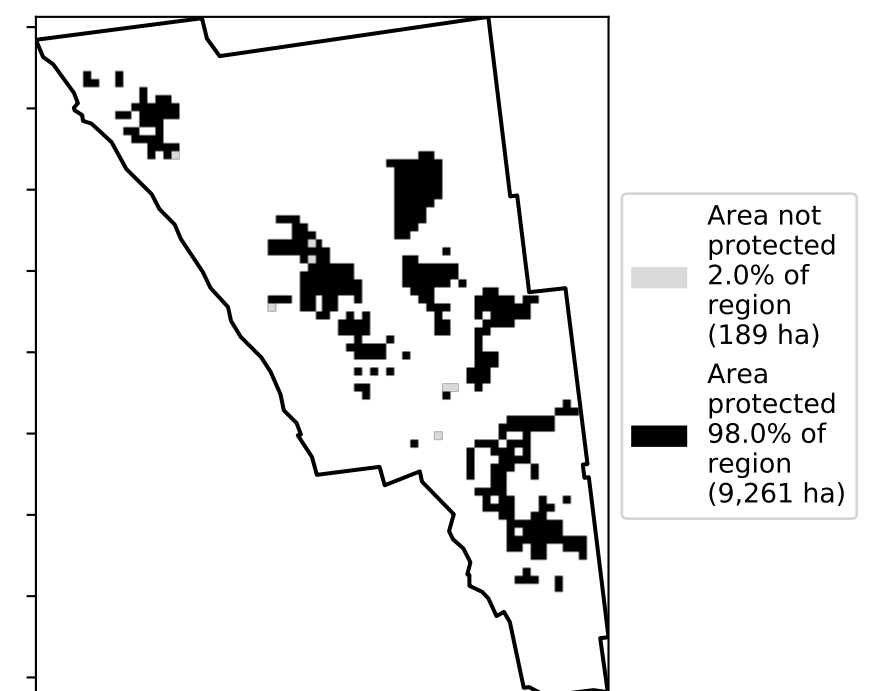 Area not
protected
2.0% of
region
(189 ha)
Area
protected
98.0% of
region
(9,261 ha)